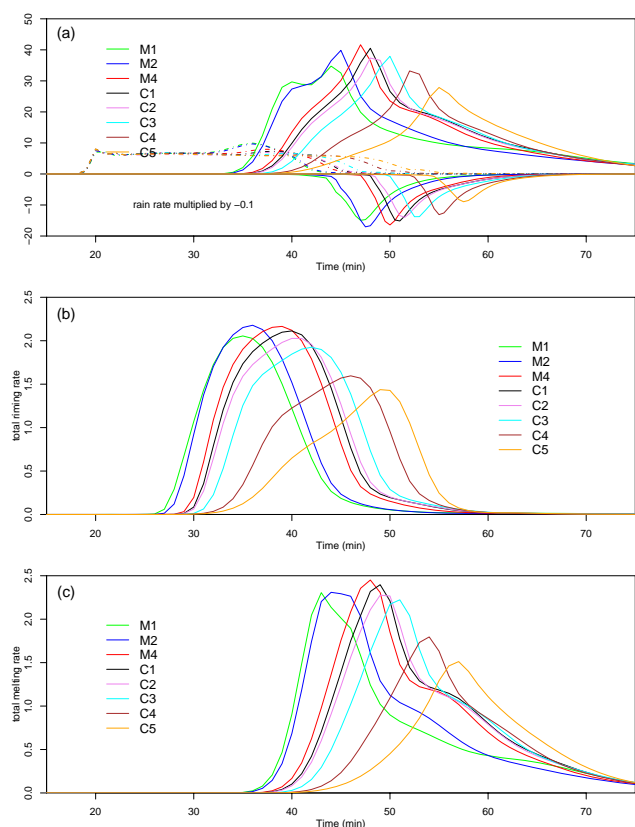 (a)
50
40
30
20
10
0
−10
−20
M1
M2
M4
C1
C2
C3
C4
C5
rain rate multiplied by −0.1
20 30 40 50 60 70
Time (min)
(b)
total riming rate
2.5
2.0
1.5
1.0
0.5
0.0
M1
M2
M4
C1
C2
C3
C4
C5
20 30 40 50 60 70
Time (min)
(c)
total melting rate
2.5
2.0
1.5
1.0
0.5
0.0
M1
M2
M4
C1
C2
C3
C4
C5
20 30 40 50 60 70
Time (min)